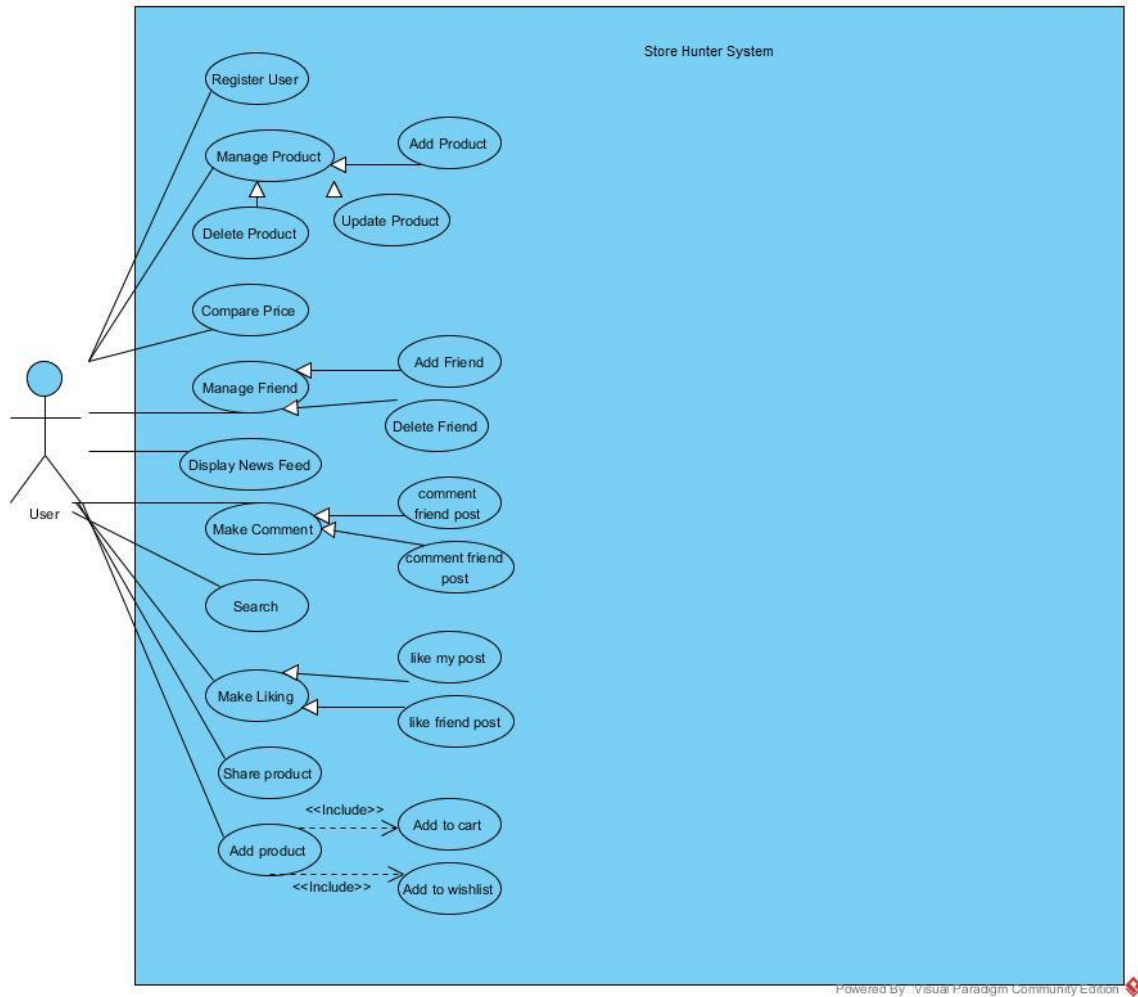 Store Hunter System
Register User
Manage Product
Add Product
Delete Product
Update Product
Compare Price
Manage Friend
Add Friend
Delete Friend
Display News Feed
User
Make Comment
comment
friend post
comment friend
post
Search
like my post
Make Liking
like friend post
Share product
<<Include>>
Add to cart
Add product
<<Include>>
Add to wishlist
Powered By Visual Paradigm Community Edition